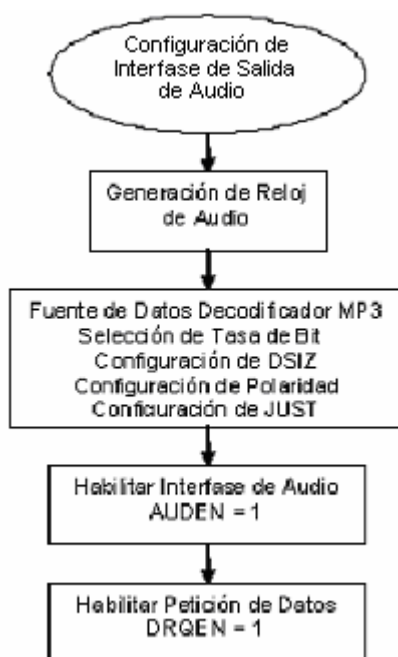 Configuración de
Interfase de Salida
de Audio
Generación de Reloj
de Audio
Fuente de Datos Decodificador MP3
Selección de Tasa de Bit
Configuración de DSIZ
Configuración de Polaridad
Configuración de JUST
Habilitar Interfase de Audio
AUDEN = 1
Habilitar Petición de Datos
DRQEN = 1